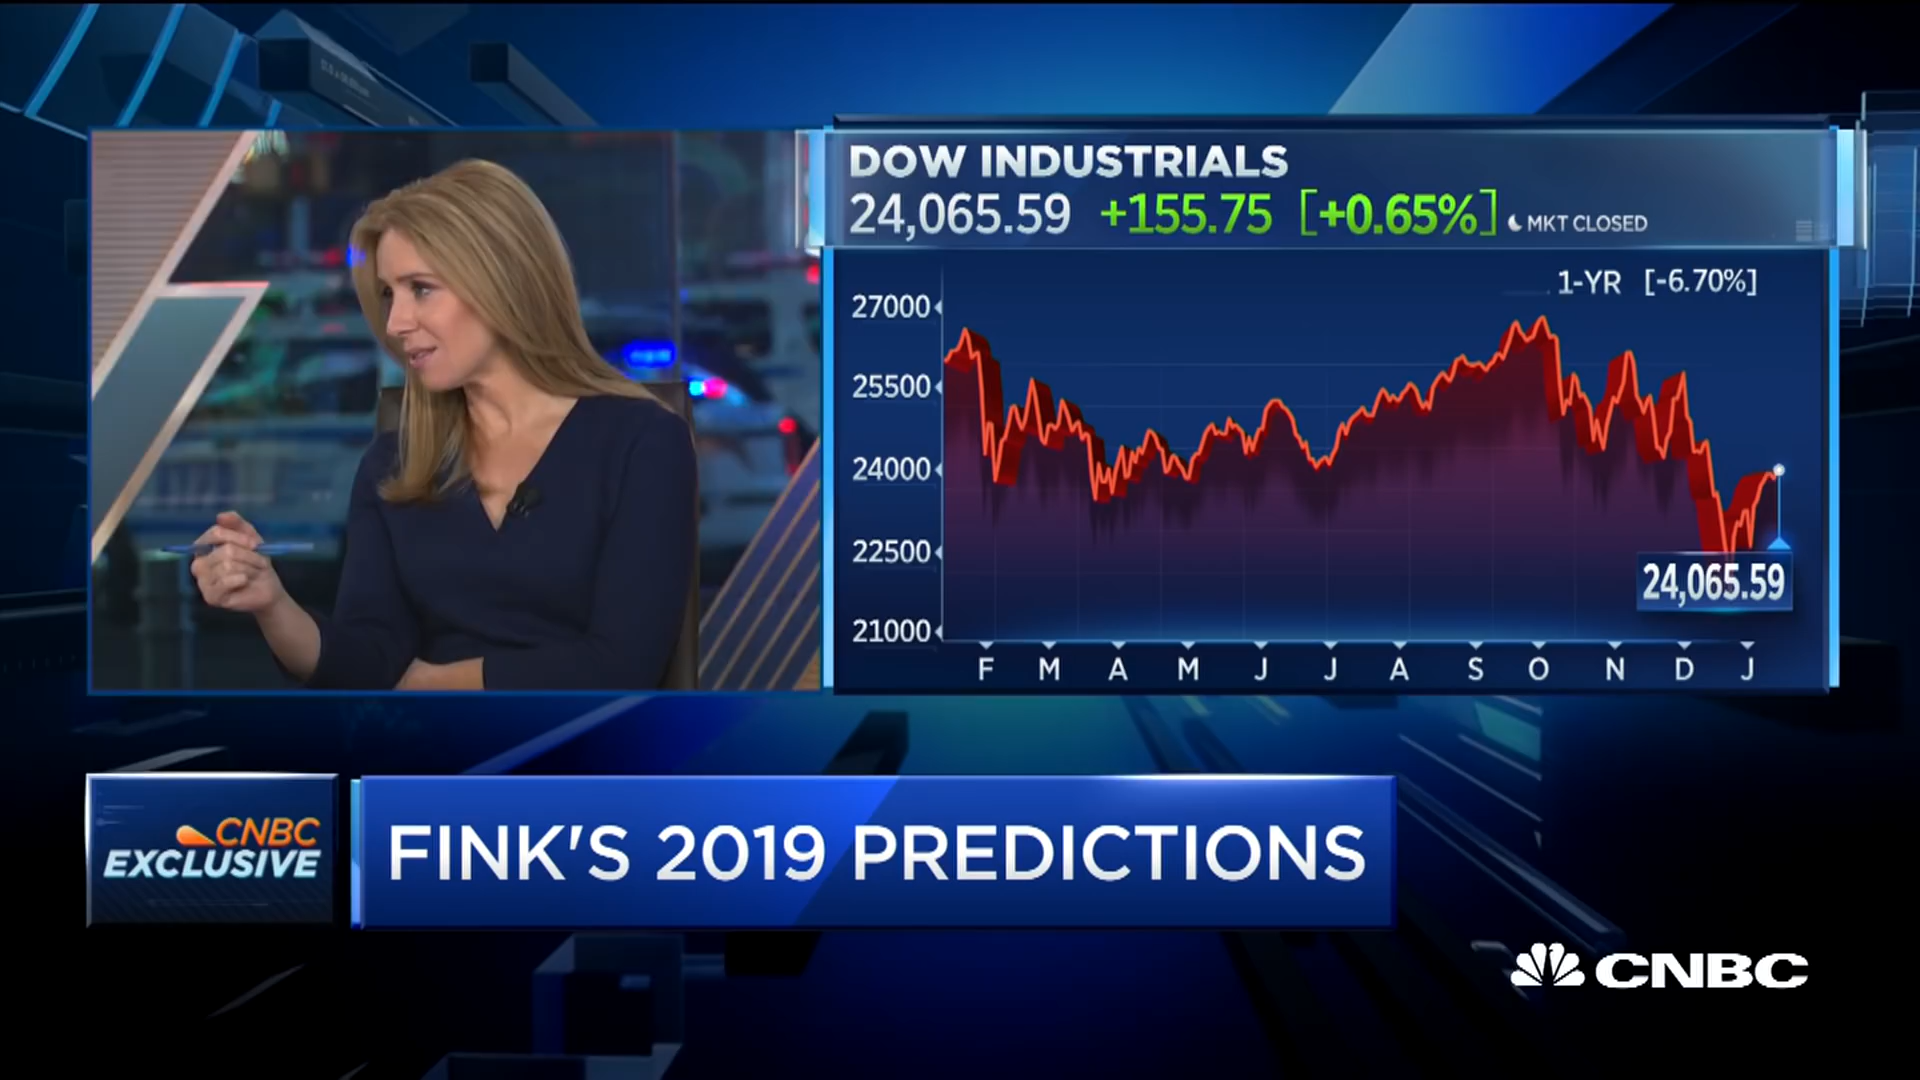 DOW INDUSTRIALS
24,065.59 +155.75 [+0.65%] MKT CLOSED
1-YR [-6.70%]
27000
25500
24000
22500
21000
24,065.59
F M A M J J A S O N D J
CNBC
EXCLUSIVE
FINK'S 2019 PREDICTIONS
CNBC